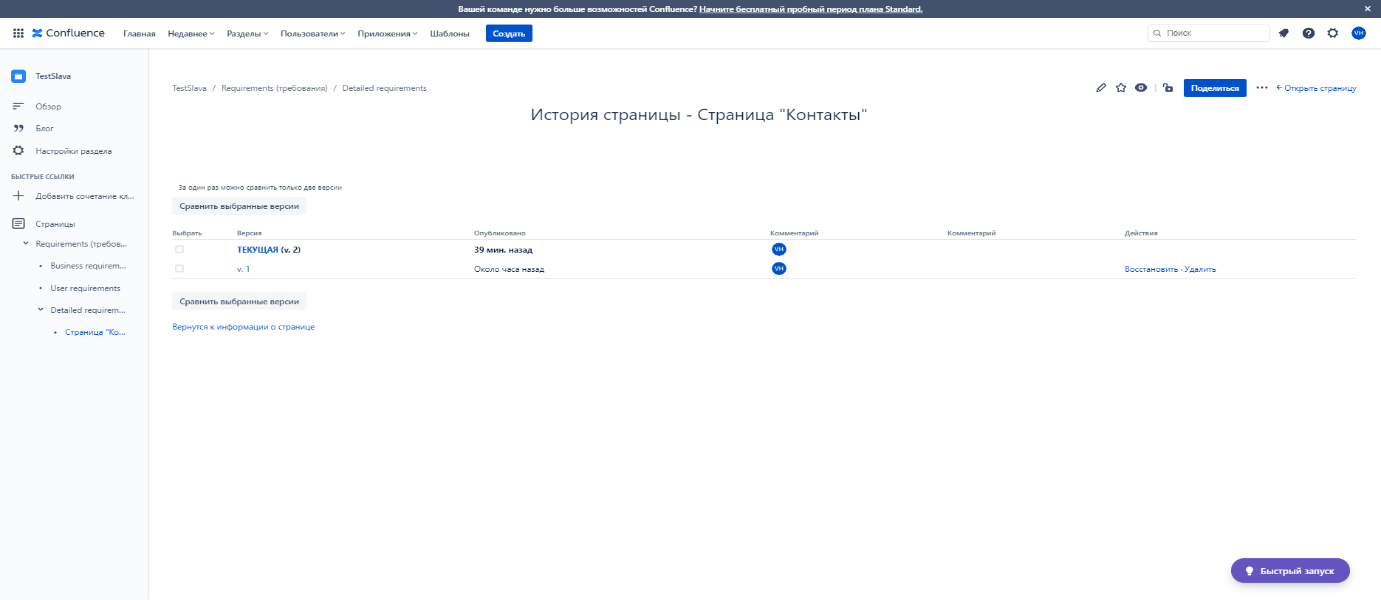 Вашей команде нужно больше возможностей Confluence? Начните бесплатный пробный период плана Standard.
Confluence Главная Недавнее Разделы Пользователи Приложения Шаблоны Создать Поиск VH
TestSlava
Обзор
Блог
Настройки раздела
БЫСТРЫЕ ССЫЛКИ
Добавить сочетание кл...
Страницы
Requirements (требов...
Business requirem...
User requirements
Detailed requirem...
Страница "Ко...
TestSlava / Requirements (требования) / Detailed requirements
Поделиться ← Открыть страницу
История страницы - Страница "Контакты"
За один раз можно сравнить только две версии
Сравнить выбранные версии
Выбрать Версия Опубликовано Комментарий Комментарий Действия
ТЕКУЩАЯ (v. 2) 39 мин. назад VH
v. 1 Около часа назад VH Восстановить · Удалить
Сравнить выбранные версии
Вернутся к информации о странице
Быстрый запуск